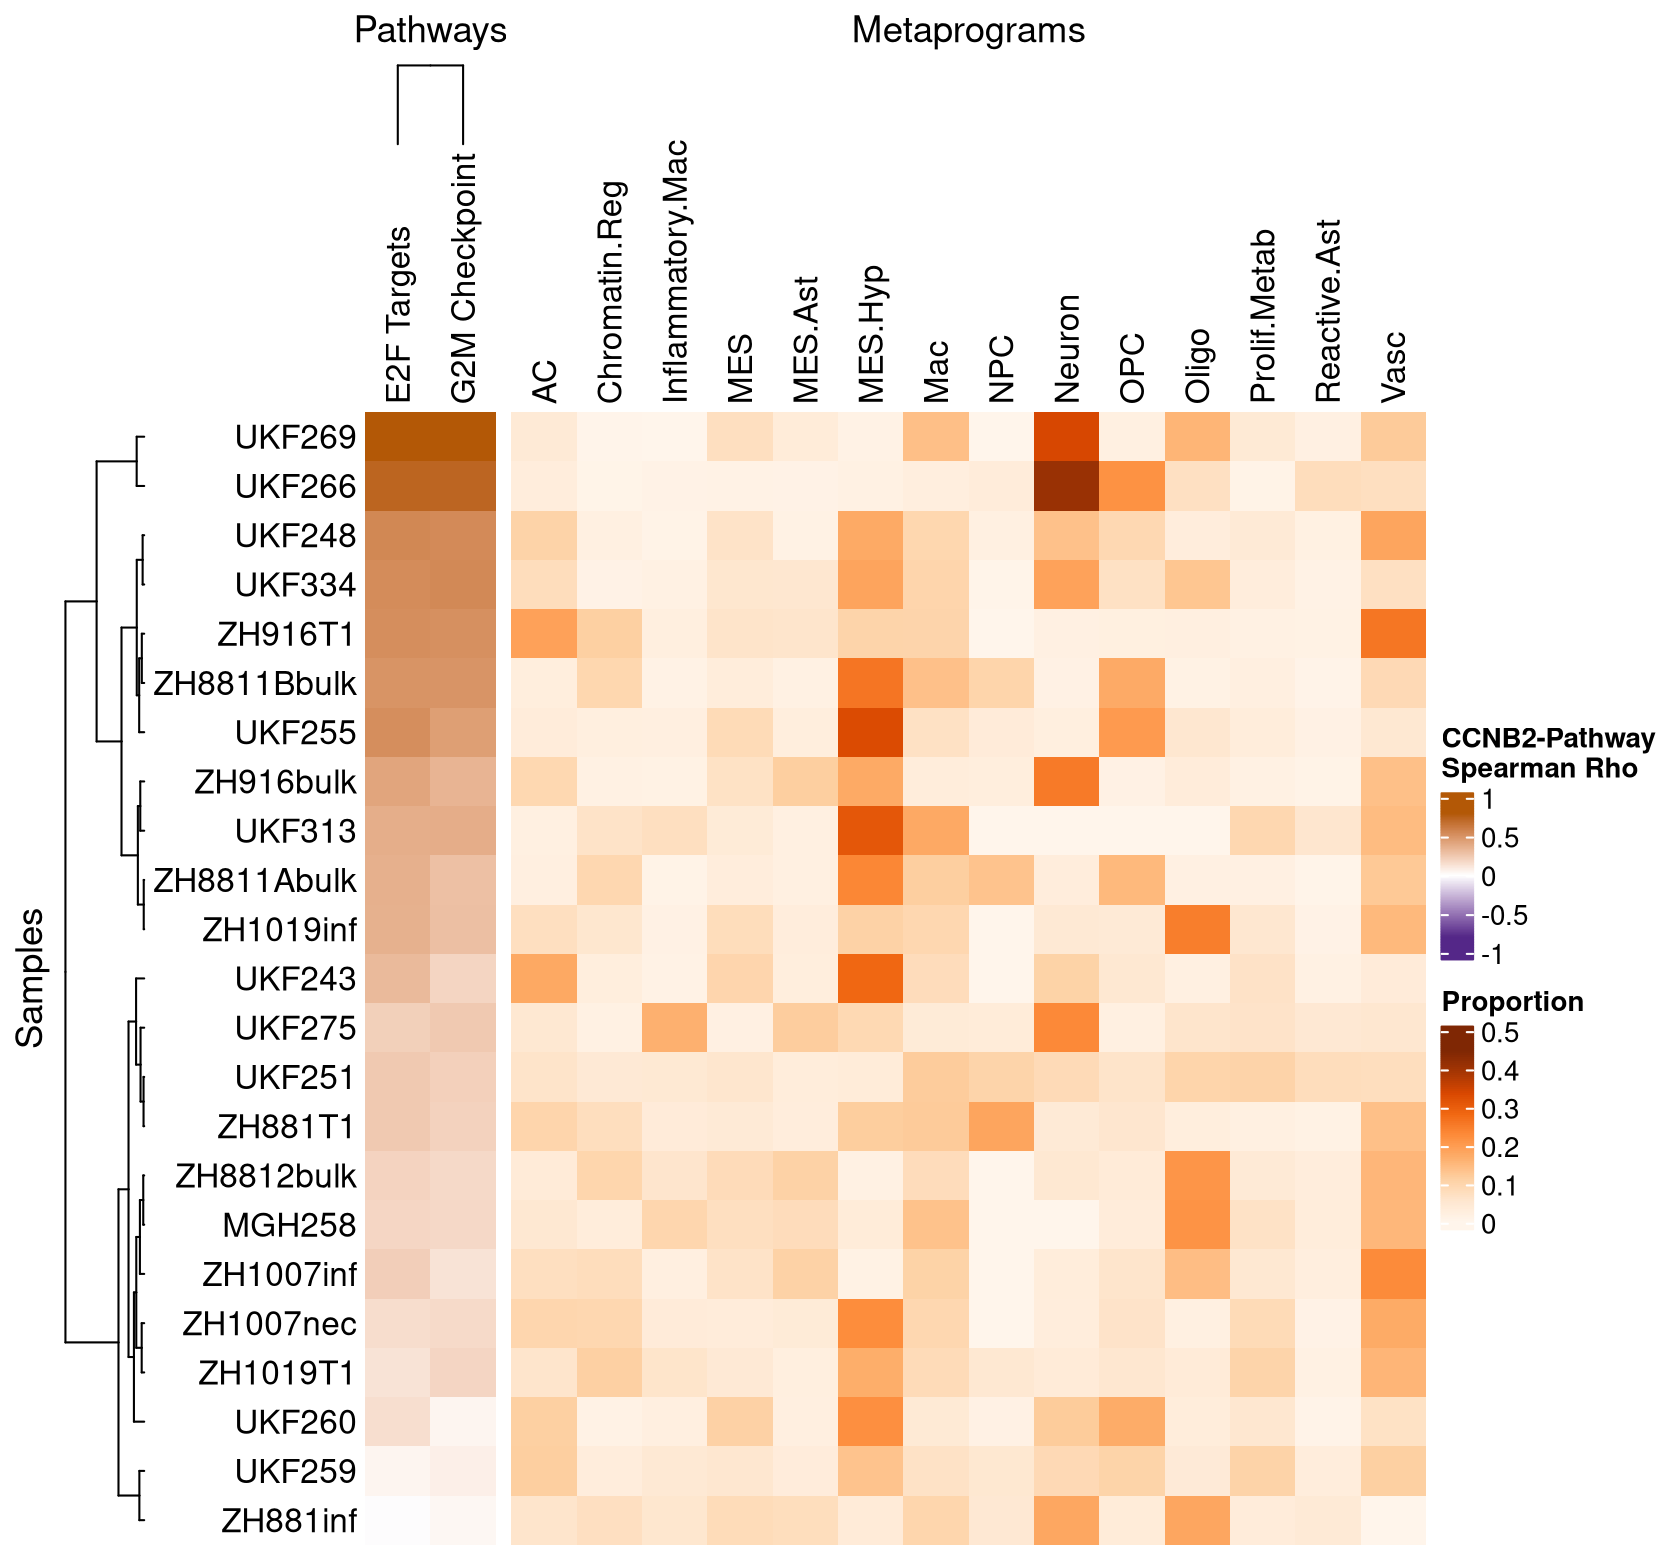 Pathways
Metaprograms
E2F Targets
G2M Checkpoint
AC
Chromatin.Reg
Inflammatory.Mac
MES
MES.Ast
MES.Hyp
Mac
NPC
Neuron
OPC
Oligo
Prolif.Metab
Reactive.Ast
Vasc
Samples
UKF269
UKF266
UKF248
UKF334
ZH916T1
ZH8811Bbulk
UKF255
ZH916bulk
UKF313
ZH8811Abulk
ZH1019inf
UKF243
UKF275
UKF251
ZH881T1
ZH8812bulk
MGH258
ZH1007inf
ZH1007nec
ZH1019T1
UKF260
UKF259
ZH881inf
CCNB2-Pathway
Spearman Rho
1
0.5
0
-0.5
-1
Proportion
0.5
0.4
0.3
0.2
0.1
0